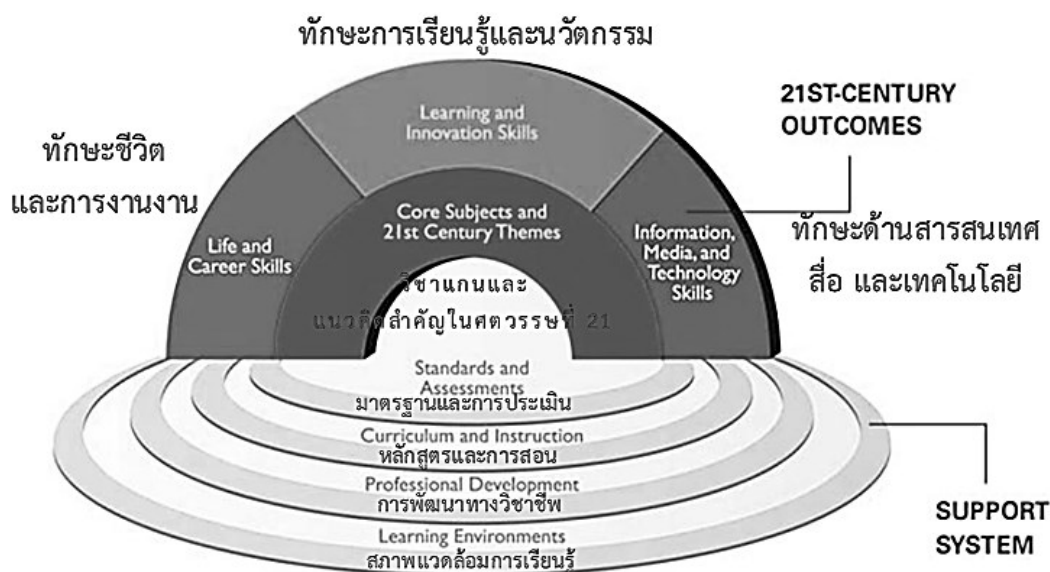 ทักษะการเรียนรู้และนวัตกรรม
Learning and
Innovation Skills
21ST-CENTURY
OUTCOMES
ทักษะชีวิต
และการงานงาน
Core Subjects and
21st Century Themes
Life and
Career Skills
Information,
Media, and
Technology
Skills
ทักษะด้านสารสนเทศ
สื่อ และเทคโนโลยี
วิชาแกนและ
แนวคิดสำคัญในศตวรรษที่ 21
Standards and
Assessments
มาตรฐานและการประเมิน
Curriculum and Instruction
หลักสูตรและการสอน
Professional Development
การพัฒนาทางวิชาชีพ
Learning Environments
สภาพแวดล้อมการเรียนรู้
SUPPORT
SYSTEM